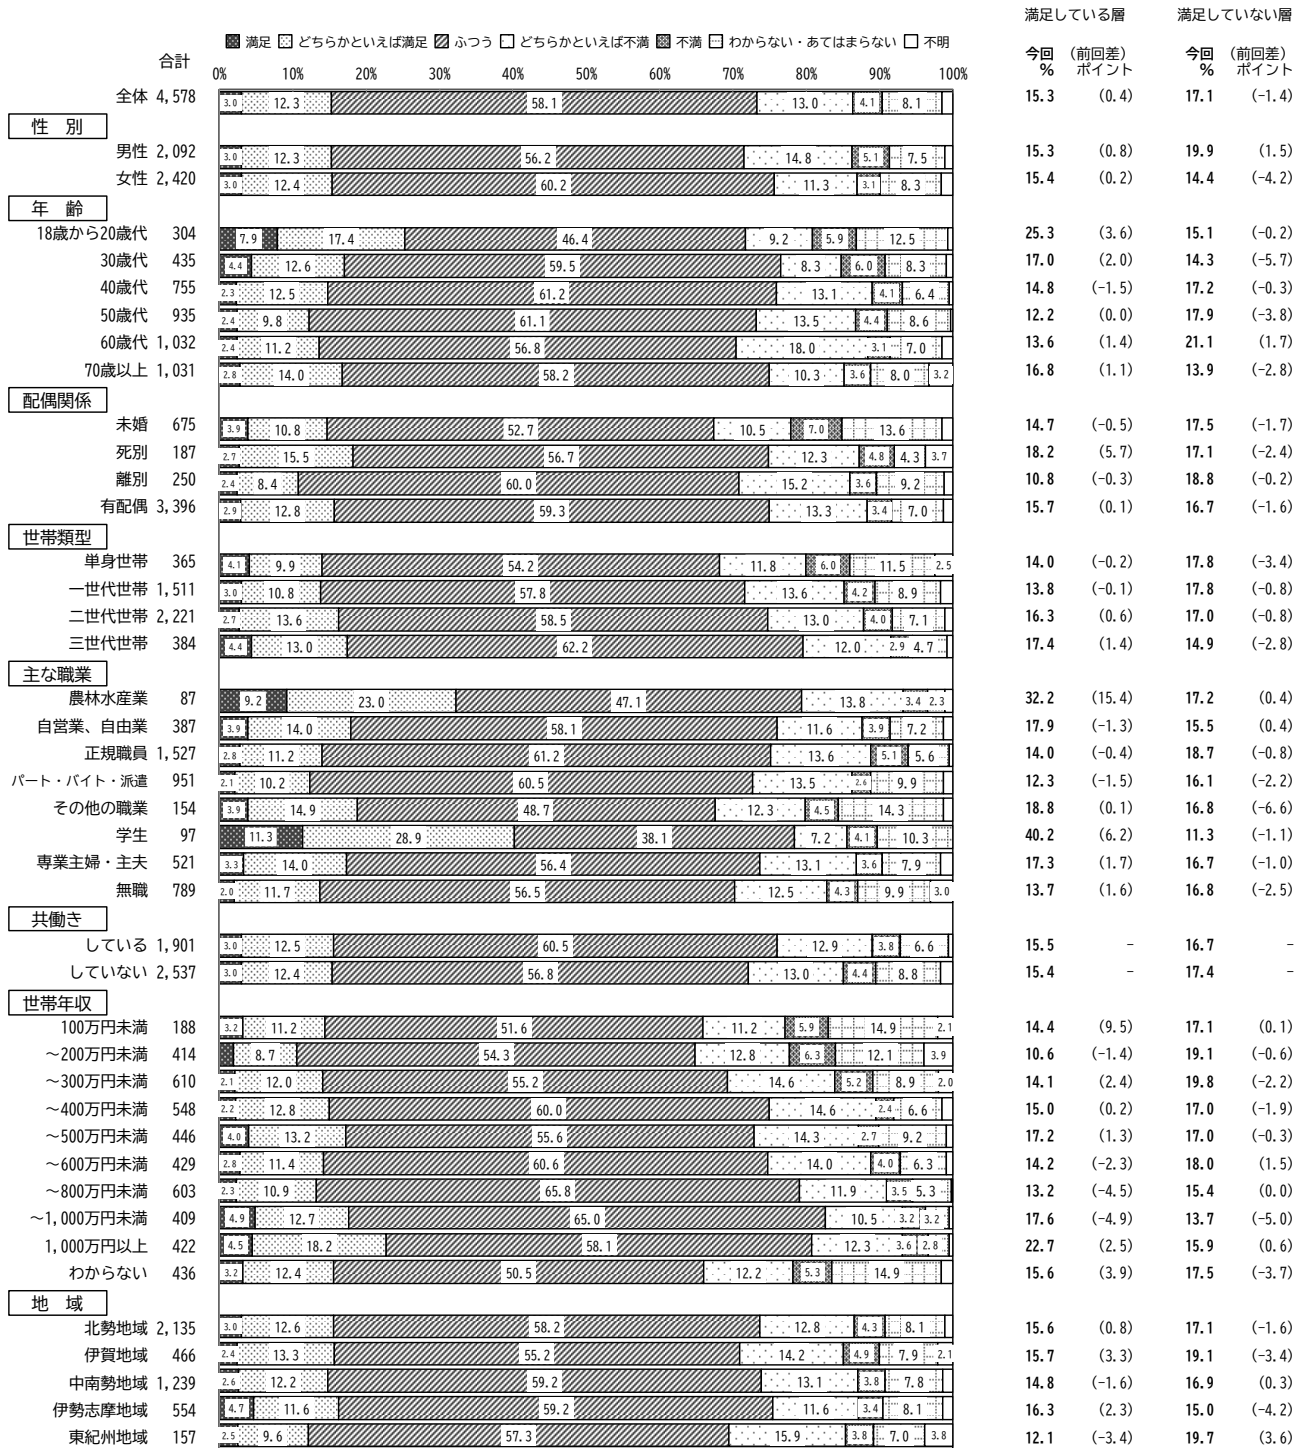 満足している層 満足していない層
満足 どちらかといえば満足 ふつう どちらかといえば不満 不満 わからない・あてはまらない 不明
今回 (前回差) 今回 (前回差)
合計 % ポイント % ポイント
0% 10% 20% 30% 40% 50% 60% 70% 80% 90% 100%
全体 4,578 3.0 12.3 58.1 13.0 4.1 8.1 15.3 (0.4) 17.1 (-1.4)
性 別
男性 2,092 3.0 12.3 56.2 14.8 5.1 7.5 15.3 (0.8) 19.9 (1.5)
女性 2,420 3.0 12.4 60.2 11.3 3.1 8.3 15.4 (0.2) 14.4 (-4.2)
年 齢
18歳から20歳代 304 7.9 17.4 46.4 9.2 5.9 12.5 25.3 (3.6) 15.1 (-0.2)
30歳代 435 4.4 12.6 59.5 8.3 6.0 8.3 17.0 (2.0) 14.3 (-5.7)
40歳代 755 2.3 12.5 61.2 13.1 4.1 6.4 14.8 (-1.5) 17.2 (-0.3)
50歳代 935 2.4 9.8 61.1 13.5 4.4 8.6 12.2 (0.0) 17.9 (-3.8)
60歳代 1,032 2.4 11.2 56.8 18.0 3.1 7.0 13.6 (1.4) 21.1 (1.7)
70歳以上 1,031 2.8 14.0 58.2 10.3 3.6 8.0 3.2 16.8 (1.1) 13.9 (-2.8)
配偶関係
未婚 675 3.9 10.8 52.7 10.5 7.0 13.6 14.7 (-0.5) 17.5 (-1.7)
死別 187 2.7 15.5 56.7 12.3 4.8 4.3 3.7 18.2 (5.7) 17.1 (-2.4)
離別 250 2.4 8.4 60.0 15.2 3.6 9.2 10.8 (-0.3) 18.8 (-0.2)
有配偶 3,396 2.9 12.8 59.3 13.3 3.4 7.0 15.7 (0.1) 16.7 (-1.6)
世帯類型
単身世帯 365 4.1 9.9 54.2 11.8 6.0 11.5 2.5 14.0 (-0.2) 17.8 (-3.4)
一世代世帯 1,511 3.0 10.8 57.8 13.6 4.2 8.9 13.8 (-0.1) 17.8 (-0.8)
二世代世帯 2,221 2.7 13.6 58.5 13.0 4.0 7.1 16.3 (0.6) 17.0 (-0.8)
三世代世帯 384 4.4 13.0 62.2 12.0 2.9 4.7 17.4 (1.4) 14.9 (-2.8)
主な職業
農林水産業 87 9.2 23.0 47.1 13.8 3.4 2.3 32.2 (15.4) 17.2 (0.4)
自営業、自由業 387 3.9 14.0 58.1 11.6 3.9 7.2 17.9 (-1.3) 15.5 (0.4)
正規職員 1,527 2.8 11.2 61.2 13.6 5.1 5.6 14.0 (-0.4) 18.7 (-0.8)
パート・バイト・派遣 951 2.1 10.2 60.5 13.5 2.6 9.9 12.3 (-1.5) 16.1 (-2.2)
その他の職業 154 3.9 14.9 48.7 12.3 4.5 14.3 18.8 (0.1) 16.8 (-6.6)
学生 97 11.3 28.9 38.1 7.2 4.1 10.3 40.2 (6.2) 11.3 (-1.1)
専業主婦・主夫 521 3.3 14.0 56.4 13.1 3.6 7.9 17.3 (1.7) 16.7 (-1.0)
無職 789 2.0 11.7 56.5 12.5 4.3 9.9 3.0 13.7 (1.6) 16.8 (-2.5)
共働き
している 1,901 3.0 12.5 60.5 12.9 3.8 6.6 15.5 - 16.7 -
していない 2,537 3.0 12.4 56.8 13.0 4.4 8.8 15.4 - 17.4 -
世帯年収
100万円未満 188 3.2 11.2 51.6 11.2 5.9 14.9 2.1 14.4 (9.5) 17.1 (0.1)
～200万円未満 414 8.7 54.3 12.8 6.3 12.1 3.9 10.6 (-1.4) 19.1 (-0.6)
～300万円未満 610 2.1 12.0 55.2 14.6 5.2 8.9 2.0 14.1 (2.4) 19.8 (-2.2)
～400万円未満 548 2.2 12.8 60.0 14.6 2.4 6.6 15.0 (0.2) 17.0 (-1.9)
～500万円未満 446 4.0 13.2 55.6 14.3 2.7 9.2 17.2 (1.3) 17.0 (-0.3)
～600万円未満 429 2.8 11.4 60.6 14.0 4.0 6.3 14.2 (-2.3) 18.0 (1.5)
～800万円未満 603 2.3 10.9 65.8 11.9 3.5 5.3 13.2 (-4.5) 15.4 (0.0)
～1,000万円未満 409 4.9 12.7 65.0 10.5 3.2 3.2 17.6 (-4.9) 13.7 (-5.0)
1,000万円以上 422 4.5 18.2 58.1 12.3 3.6 2.8 22.7 (2.5) 15.9 (0.6)
わからない 436 3.2 12.4 50.5 12.2 5.3 14.9 15.6 (3.9) 17.5 (-3.7)
地 域
北勢地域 2,135 3.0 12.6 58.2 12.8 4.3 8.1 15.6 (0.8) 17.1 (-1.6)
伊賀地域 466 2.4 13.3 55.2 14.2 4.9 7.9 2.1 15.7 (3.3) 19.1 (-3.4)
中南勢地域 1,239 2.6 12.2 59.2 13.1 3.8 7.8 14.8 (-1.6) 16.9 (0.3)
伊勢志摩地域 554 4.7 11.6 59.2 11.6 3.4 8.1 16.3 (2.3) 15.0 (-4.2)
東紀州地域 157 2.5 9.6 57.3 15.9 3.8 7.0 3.8 12.1 (-3.4) 19.7 (3.6)